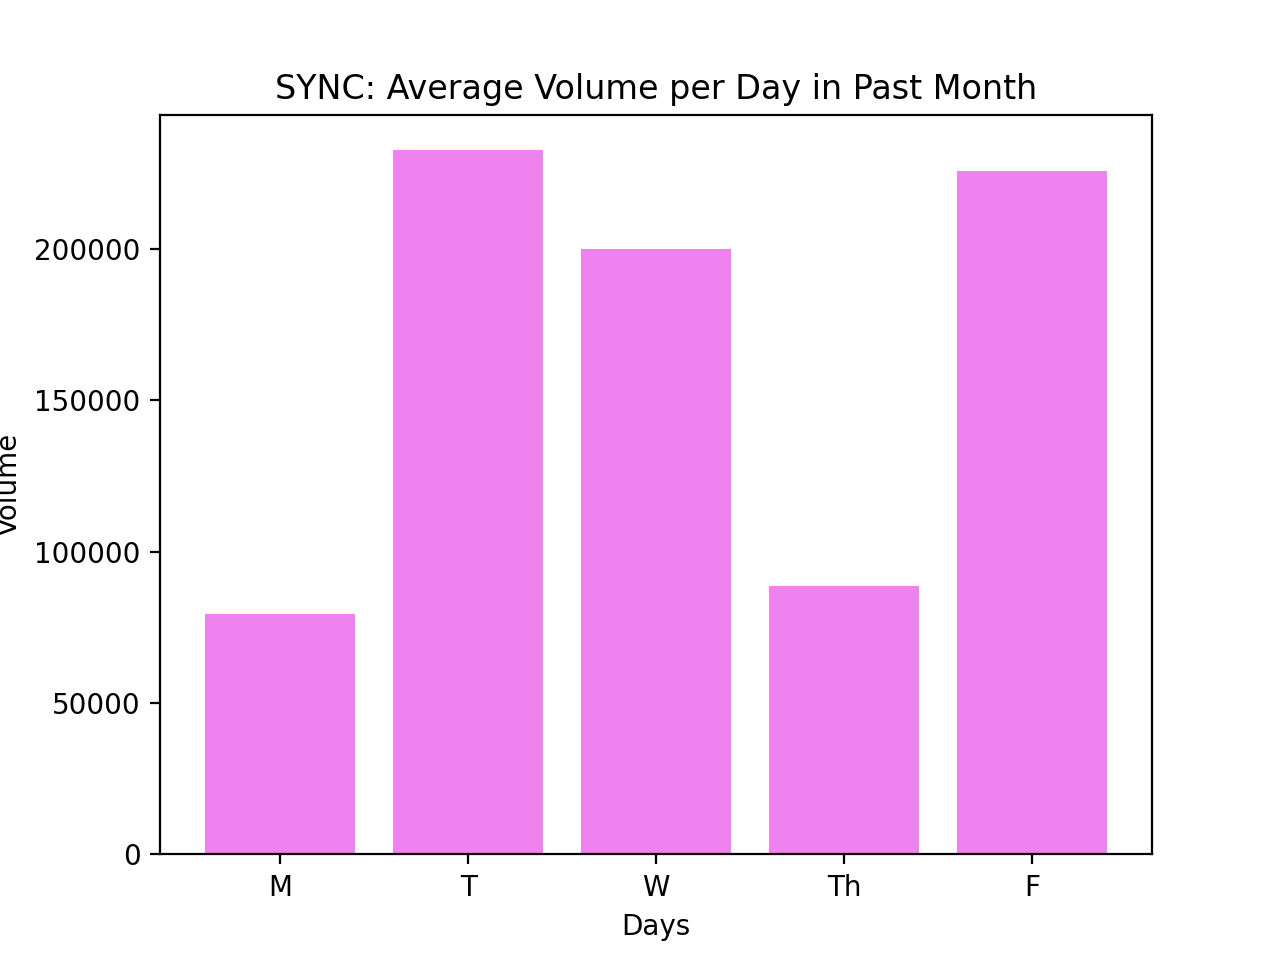 SYNC: Average Volume per Day in Past Month
Volume
200000
150000
100000
50000
0
M T W Th F
Days